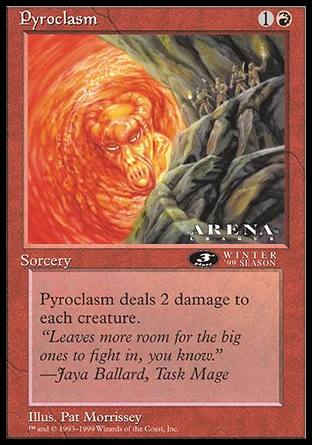 Pyroclasm 1
ARENA
LEAGUE
Sorcery
WINTER
'99 SEASON
Pyroclasm deals 2 damage to
each creature.
“Leaves more room for the big
ones to fight in, you know.”
—Jaya Ballard, Task Mage
Illus. Pat Morrissey
™ and © 1993–1999 Wizards of the Coast, Inc.